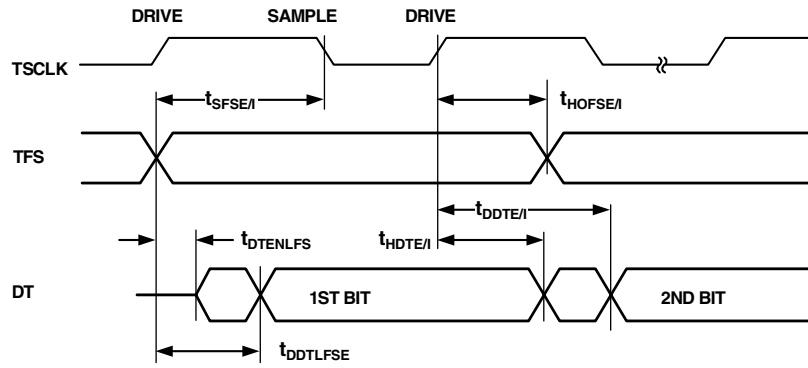 DRIVE SAMPLE DRIVE
TSCLK
tSFSE/I tHOFSE/I
TFS
tDDTE/I
tDTENLFS tHDTE/I
DT 1ST BIT 2ND BIT
tDDTLFSE